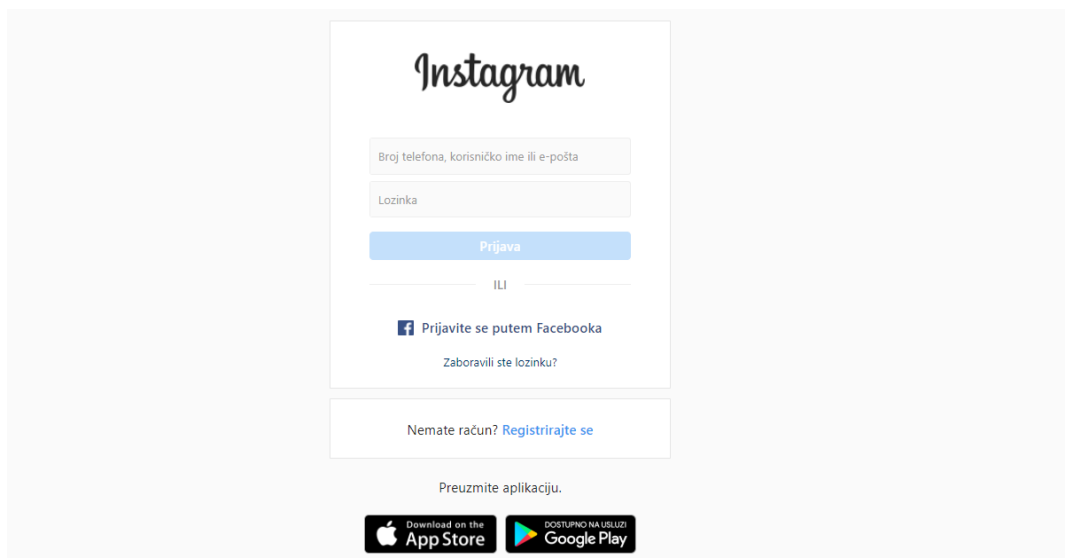 Instagram
Broj telefona, korisničko ime ili e-pošta
Lozinka
Prijava
ILI
Prijavite se putem Facebooka
Zaboravili ste lozinku?
Nemate račun? Registrirajte se
Preuzmite aplikaciju.
Download on the
App Store
DOSTUPNO NA USLUZI
Google Play